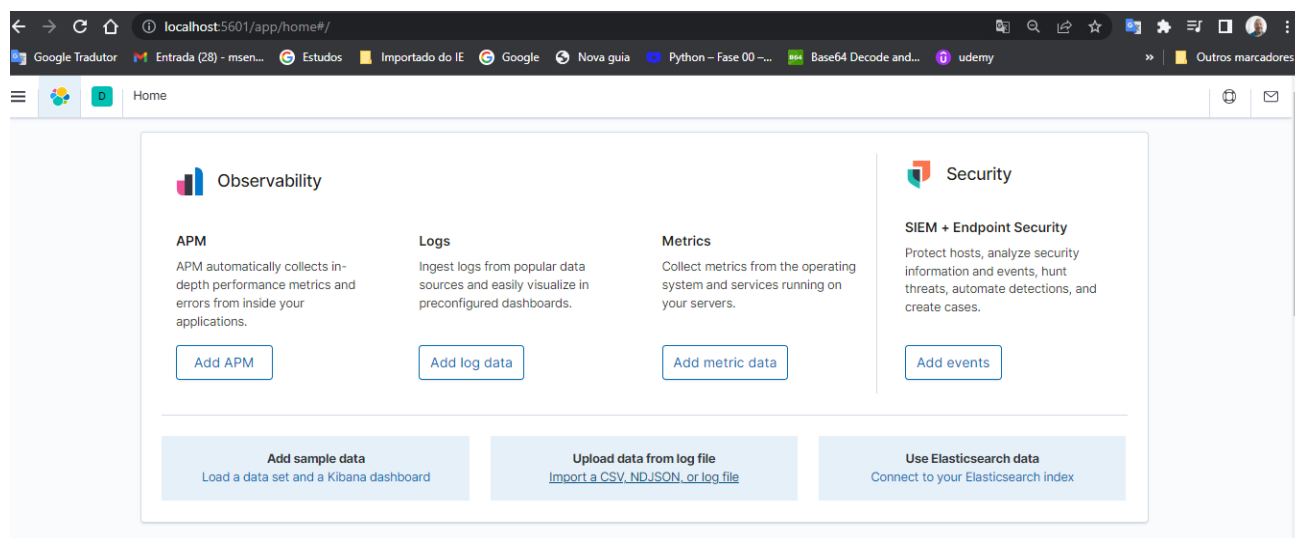 localhost:5601/app/home#/
Google Tradutor
Entrada (28) – msen...
Estudos
Importado do IE
Google
Nova guia
Python – Fase 00 –...
B64
Base64 Decode and...
udemy
»
Outros marcadores
D
Home
Observability
APM
APM automatically collects in-
depth performance metrics and
errors from inside your
applications.
Add APM
Logs
Ingest logs from popular data
sources and easily visualize in
preconfigured dashboards.
Add log data
Metrics
Collect metrics from the operating
system and services running on
your servers.
Add metric data
Security
SIEM + Endpoint Security
Protect hosts, analyze security
information and events, hunt
threats, automate detections, and
create cases.
Add events
Add sample data
Load a data set and a Kibana dashboard
Upload data from log file
Import a CSV, NDJSON, or log file
Use Elasticsearch data
Connect to your Elasticsearch index